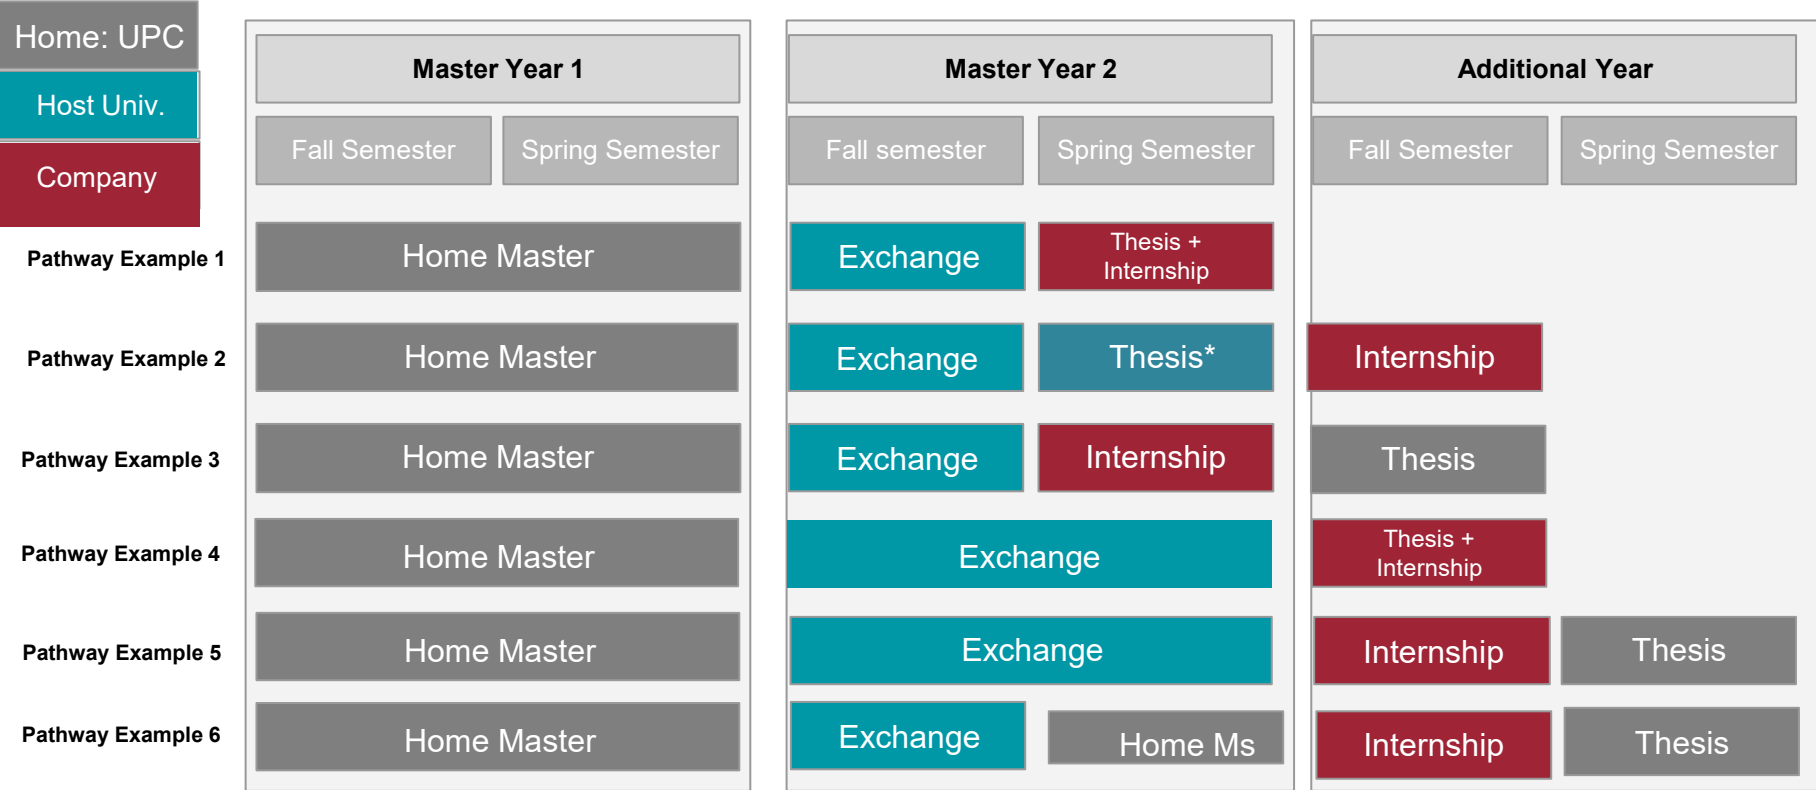 Home: UPC
Host Univ.
Company
Master Year 1
Master Year 2
Additional Year
Fall Semester
Spring Semester
Fall semester
Spring Semester
Fall Semester
Spring Semester
Pathway Example 1
Home Master
Exchange
Thesis +
Internship
Pathway Example 2
Home Master
Exchange
Thesis*
Internship
Pathway Example 3
Home Master
Exchange
Internship
Thesis
Pathway Example 4
Home Master
Exchange
Thesis +
Internship
Pathway Example 5
Home Master
Exchange
Internship
Thesis
Pathway Example 6
Home Master
Exchange
Home Ms
Internship
Thesis